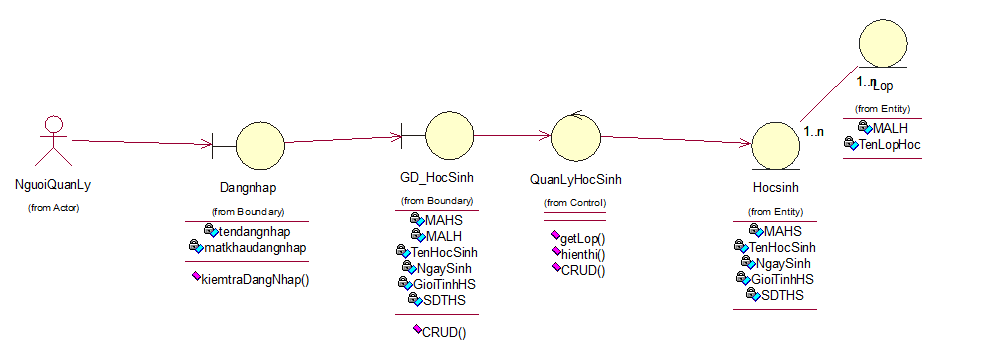 NguoiQuanLy
(from Actor)
Dangnhap
(from Boundary)
tendangnhap
matkhaudangnhap
kiemtraDangNhap()
GD_HocSinh
(from Boundary)
MAHS
MALH
TenHocSinh
NgaySinh
GioiTinhHS
SDTHS
CRUD()
QuanLyHocSinh
(from Control)
getLop()
hienthi()
CRUD()
Hocsinh
(from Entity)
MAHS
TenHocSinh
NgaySinh
GioiTinhHS
SDTHS
1..n
1..n
Lop
(from Entity)
MALH
TenLopHoc